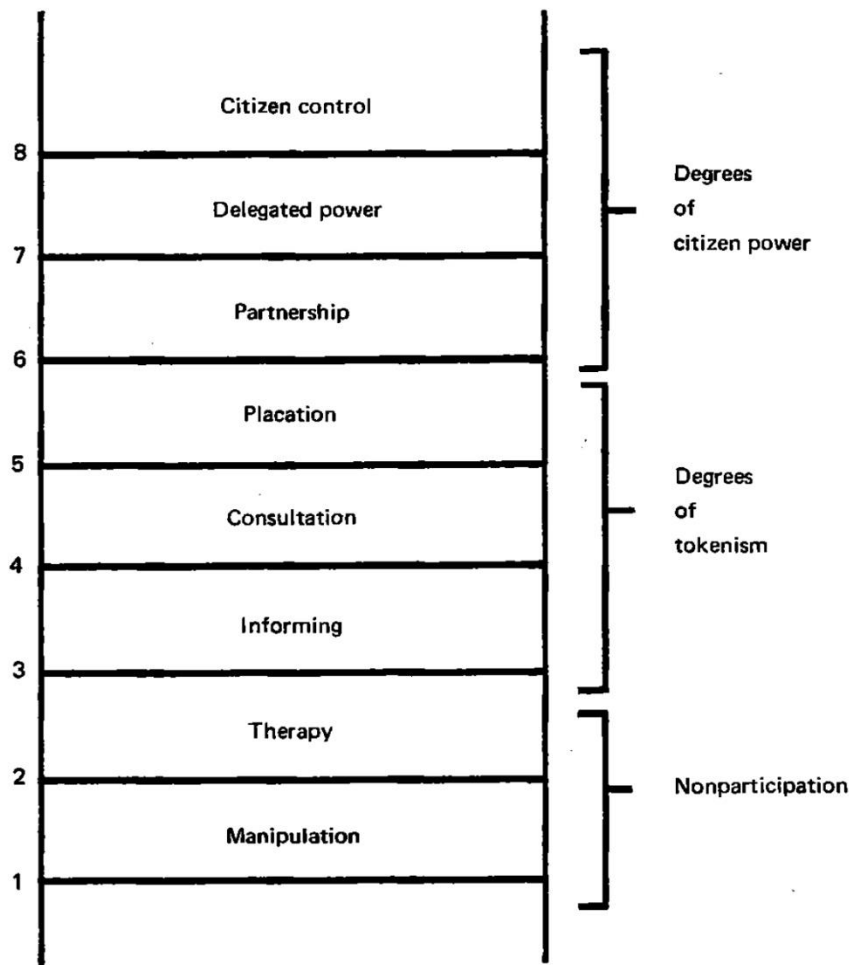 Citizen control
8
Delegated power
7
Partnership
6
Placation
5
Consultation
4
Informing
3
Therapy
2
Manipulation
1
Degrees
of
citizen power
Degrees
of
tokenism
Nonparticipation